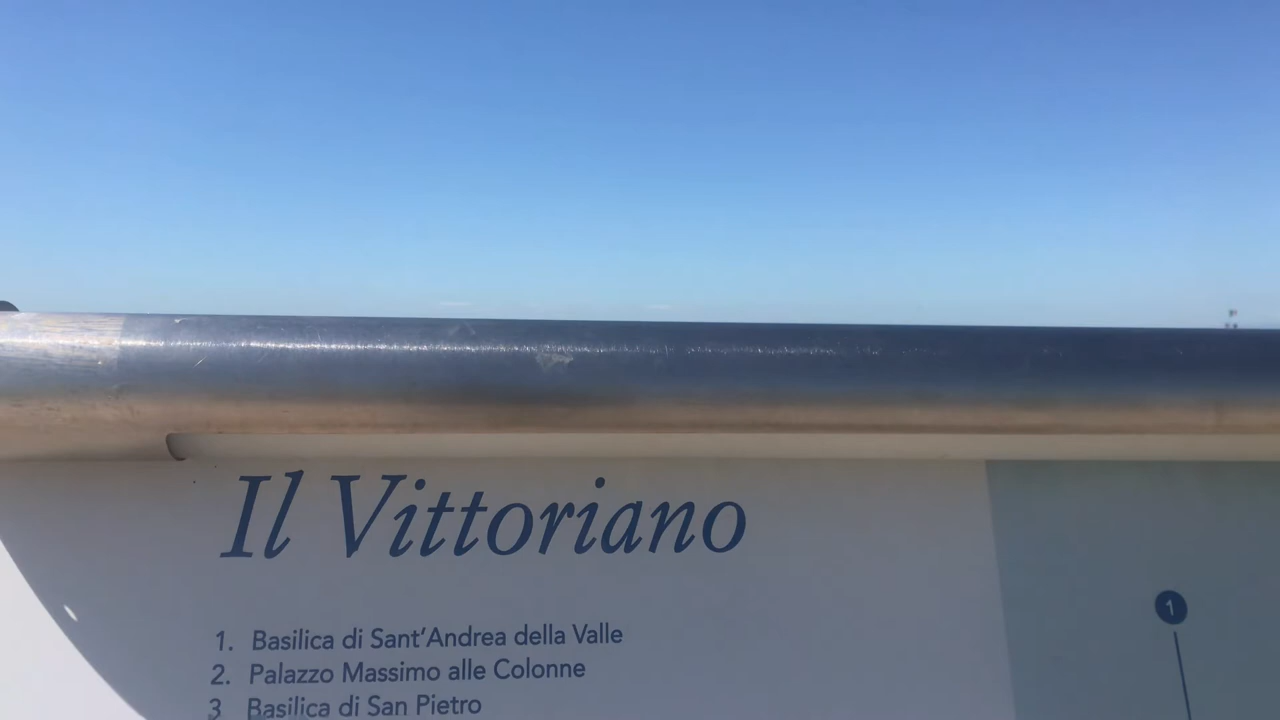 Il Vittoriano
1. Basilica di Sant'Andrea della Valle
2. Palazzo Massimo alle Colonne
3 Basilica di San Pietro
1